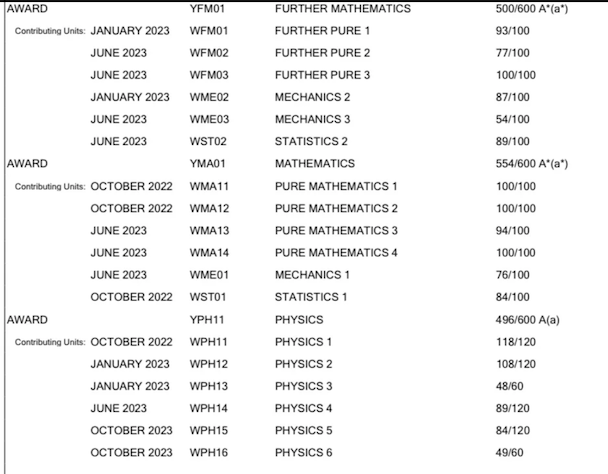 AWARD YFM01 FURTHER MATHEMATICS 500/600 A*(a*)
Contributing Units: JANUARY 2023 WFM01 FURTHER PURE 1 93/100
JUNE 2023 WFM02 FURTHER PURE 2 77/100
JUNE 2023 WFM03 FURTHER PURE 3 100/100
JANUARY 2023 WME02 MECHANICS 2 87/100
JUNE 2023 WME03 MECHANICS 3 54/100
JUNE 2023 WST02 STATISTICS 2 89/100
AWARD YMA01 MATHEMATICS 554/600 A*(a*)
Contributing Units: OCTOBER 2022 WMA11 PURE MATHEMATICS 1 100/100
OCTOBER 2022 WMA12 PURE MATHEMATICS 2 100/100
JUNE 2023 WMA13 PURE MATHEMATICS 3 94/100
JUNE 2023 WMA14 PURE MATHEMATICS 4 100/100
JUNE 2023 WME01 MECHANICS 1 76/100
OCTOBER 2022 WST01 STATISTICS 1 84/100
AWARD YPH11 PHYSICS 496/600 A(a)
Contributing Units: OCTOBER 2022 WPH11 PHYSICS 1 118/120
JANUARY 2023 WPH12 PHYSICS 2 108/120
JANUARY 2023 WPH13 PHYSICS 3 48/60
JUNE 2023 WPH14 PHYSICS 4 89/120
OCTOBER 2023 WPH15 PHYSICS 5 84/120
OCTOBER 2023 WPH16 PHYSICS 6 49/60